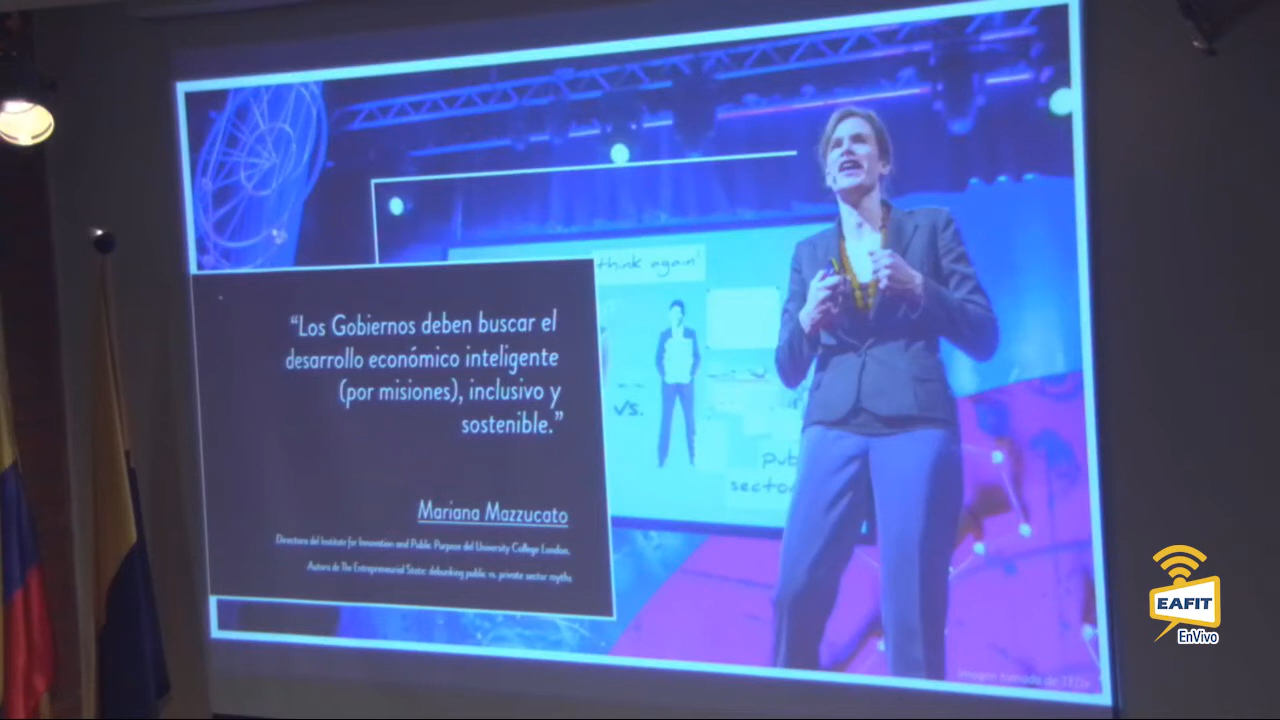 think again'
“Los Gobiernos deben buscar el
desarrollo económico inteligente
(por misiones), inclusivo y
sostenible.”
vs.
pub
sector
Mariana Mazzucato
Directora del Institute for Innovation and Public Purpose del University College London.
Autora de The Entrepreneurial State: debunking public vs. private sector myths
Imagen tomada de TEDx
EAFIT
EnVivo